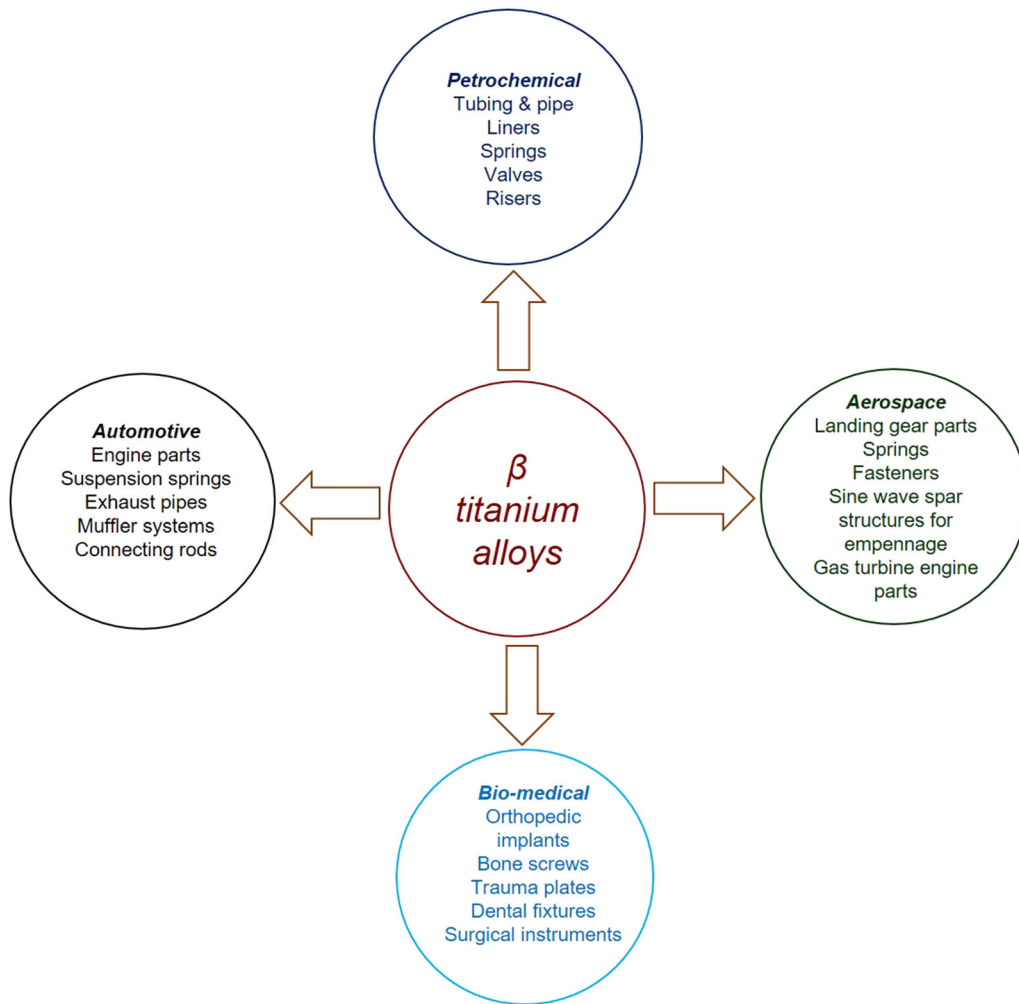 Petrochemical
Tubing & pipe
Liners
Springs
Valves
Risers
Automotive
Engine parts
Suspension springs
Exhaust pipes
Muffler systems
Connecting rods
β
titanium
alloys
Aerospace
Landing gear parts
Springs
Fasteners
Sine wave spar
structures for
empennage
Gas turbine engine
parts
Bio-medical
Orthopedic
implants
Bone screws
Trauma plates
Dental fixtures
Surgical instruments